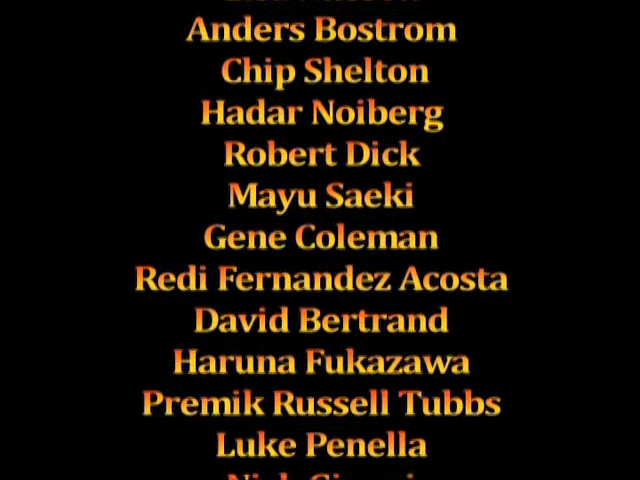 Anders Bostrom
Chip Shelton
Hadar Noiberg
Robert Dick
Mayu Saeki
Gene Coleman
Redi Fernandez Acosta
David Bertrand
Haruna Fukazawa
Premik Russell Tubbs
Luke Penella